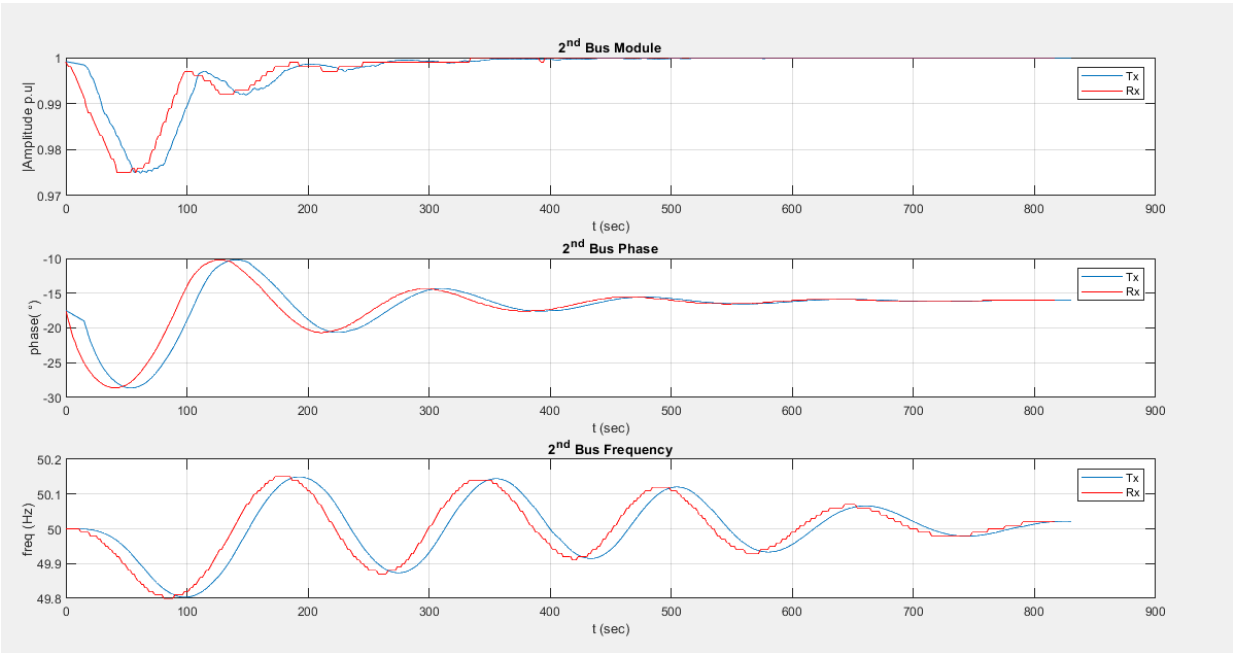 2nd Bus Module
|Amplitude p.u|
1
0.99
0.98
0.97
0 100 200 300 400 500 600 700 800 900
t (sec)
Tx
Rx
2nd Bus Phase
phase( °)
-10
-15
-20
-25
-30
0 100 200 300 400 500 600 700 800 900
t (sec)
Tx
Rx
2nd Bus Frequency
freq (Hz)
50.2
50.1
50
49.9
49.8
0 100 200 300 400 500 600 700 800 900
t (sec)
Tx
Rx